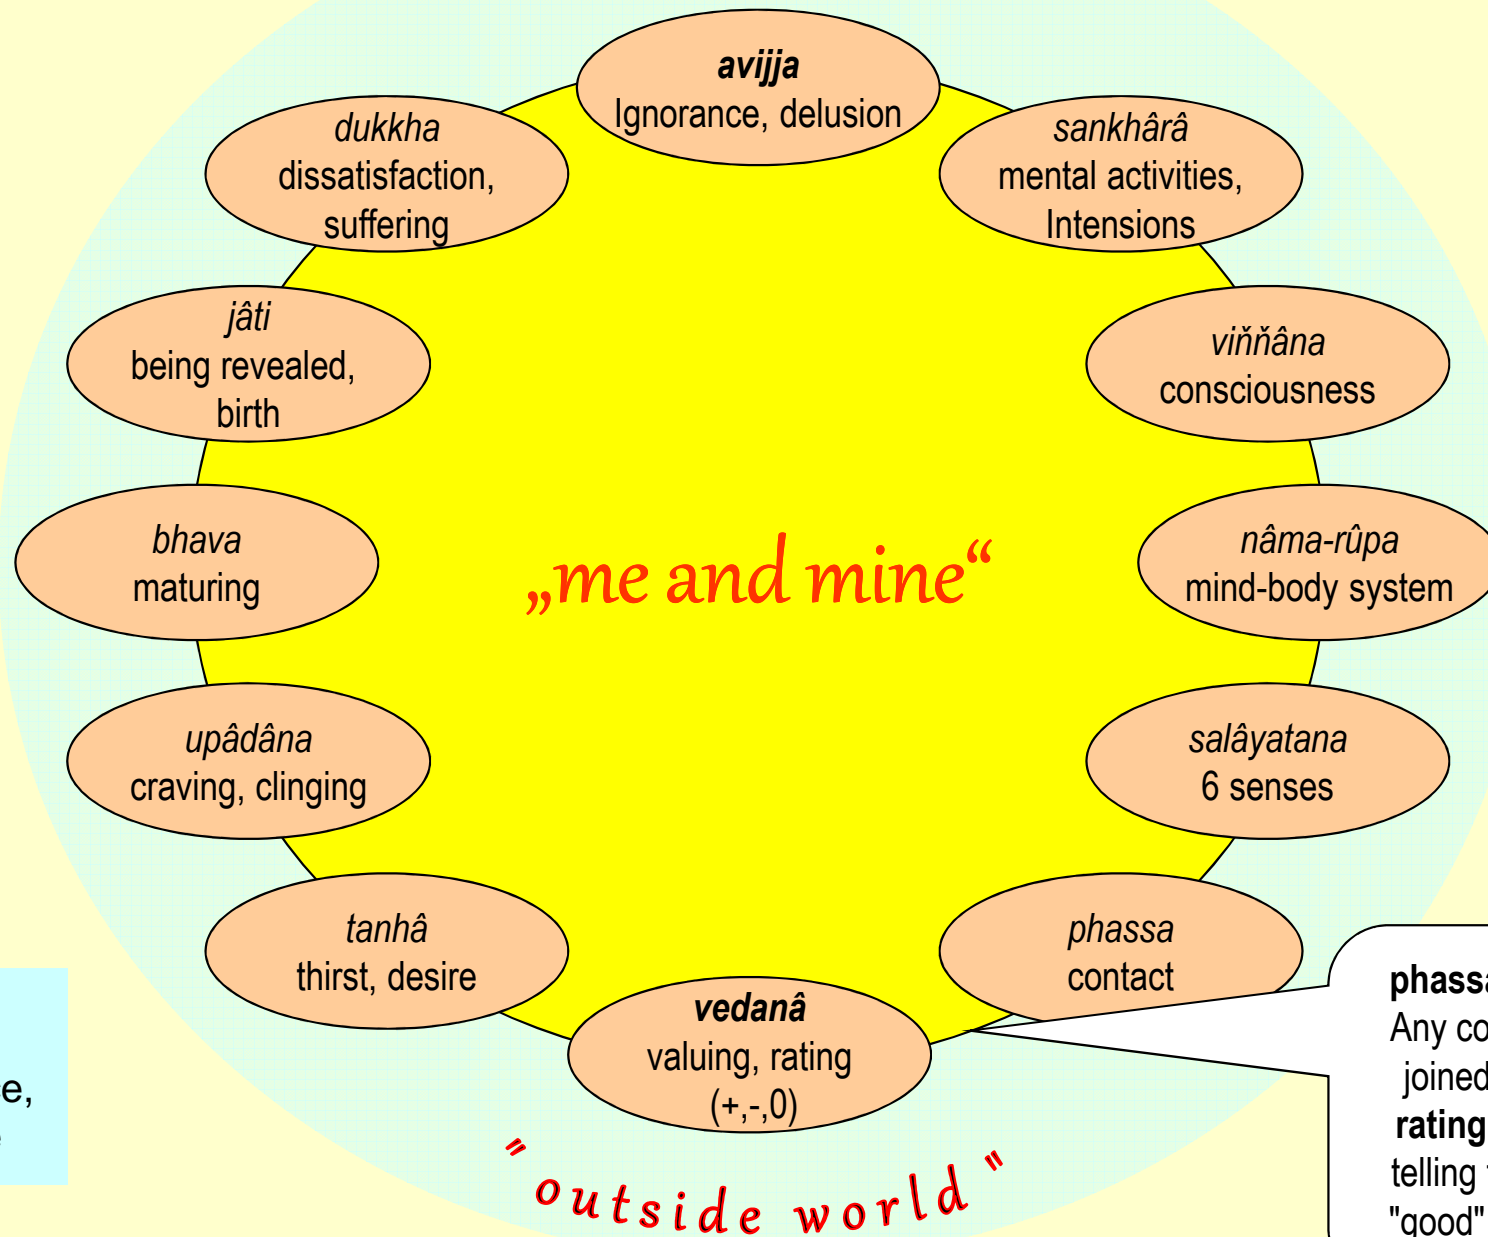 avijja
Ignorance, delusion
sankhârâ
mental activities,
Intensions
viňňâna
consciousness
nâma-rûpa
mind-body system
salâyatana
6 senses
phassa
contact
vedanâ
valuing, rating
(+,-,0)
tanhâ
thirst, desire
upâdâna
craving, clinging
bhava
maturing
jâti
being revealed,
birth
dukkha
dissatisfaction,
suffering
„me and mine“
"outside world"
Any
joined
rating
telling
"good"